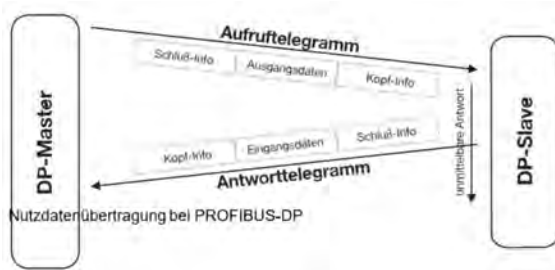 DP-Master
Aufruftelegramm
Schluß-Info
Ausgangsdaten
Kopf-Info
unmittelbare Antwort
DP-Slave
Kopf-Info
Eingangsdaten
Schluß-Info
Antworttelegramm
Nutzdatenübertragung bei PROFIBUS-DP